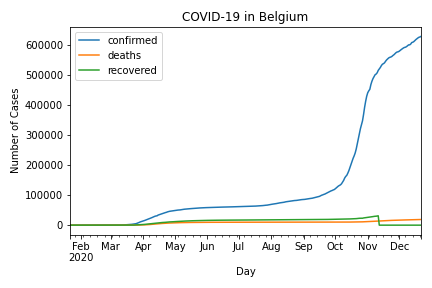 COVID-19 in Belgium
confirmed
deaths
recovered
Number of Cases
600000
500000
400000
300000
200000
100000
0
Feb Mar Apr May Jun Jul Aug Sep Oct Nov Dec
2020
Day